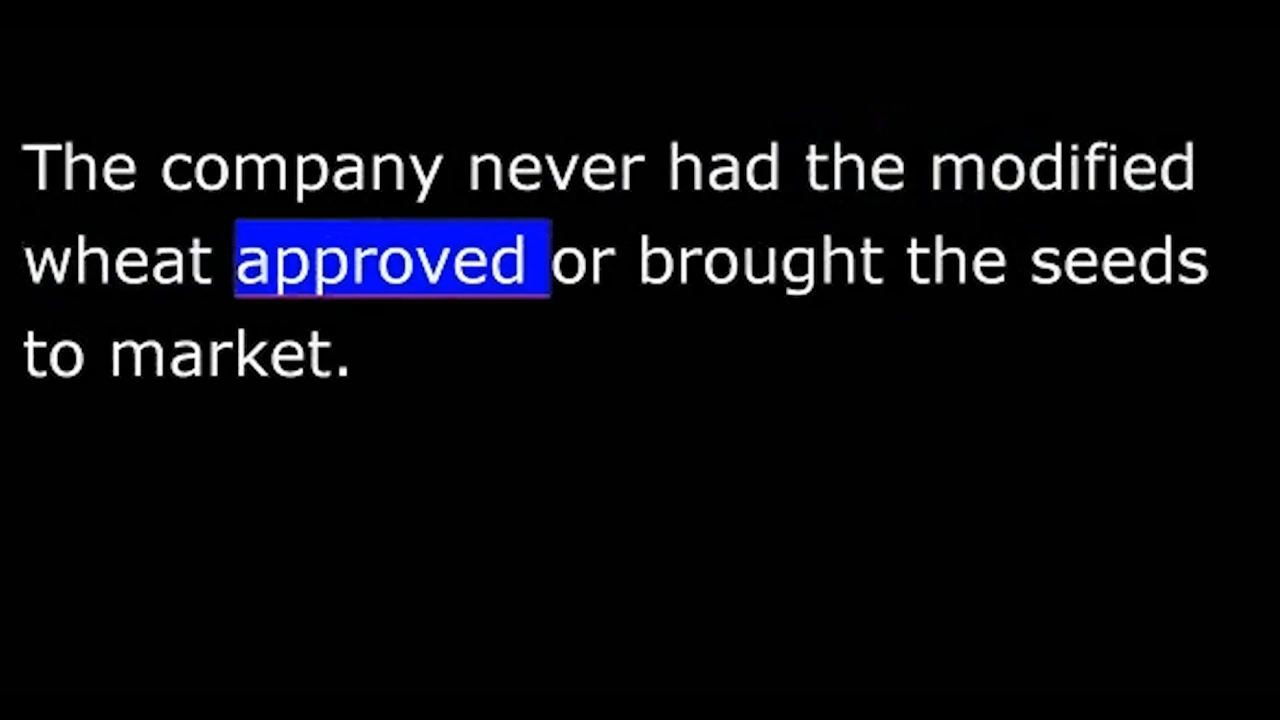 The company never had the modified
wheat approved or brought the seeds
to market.